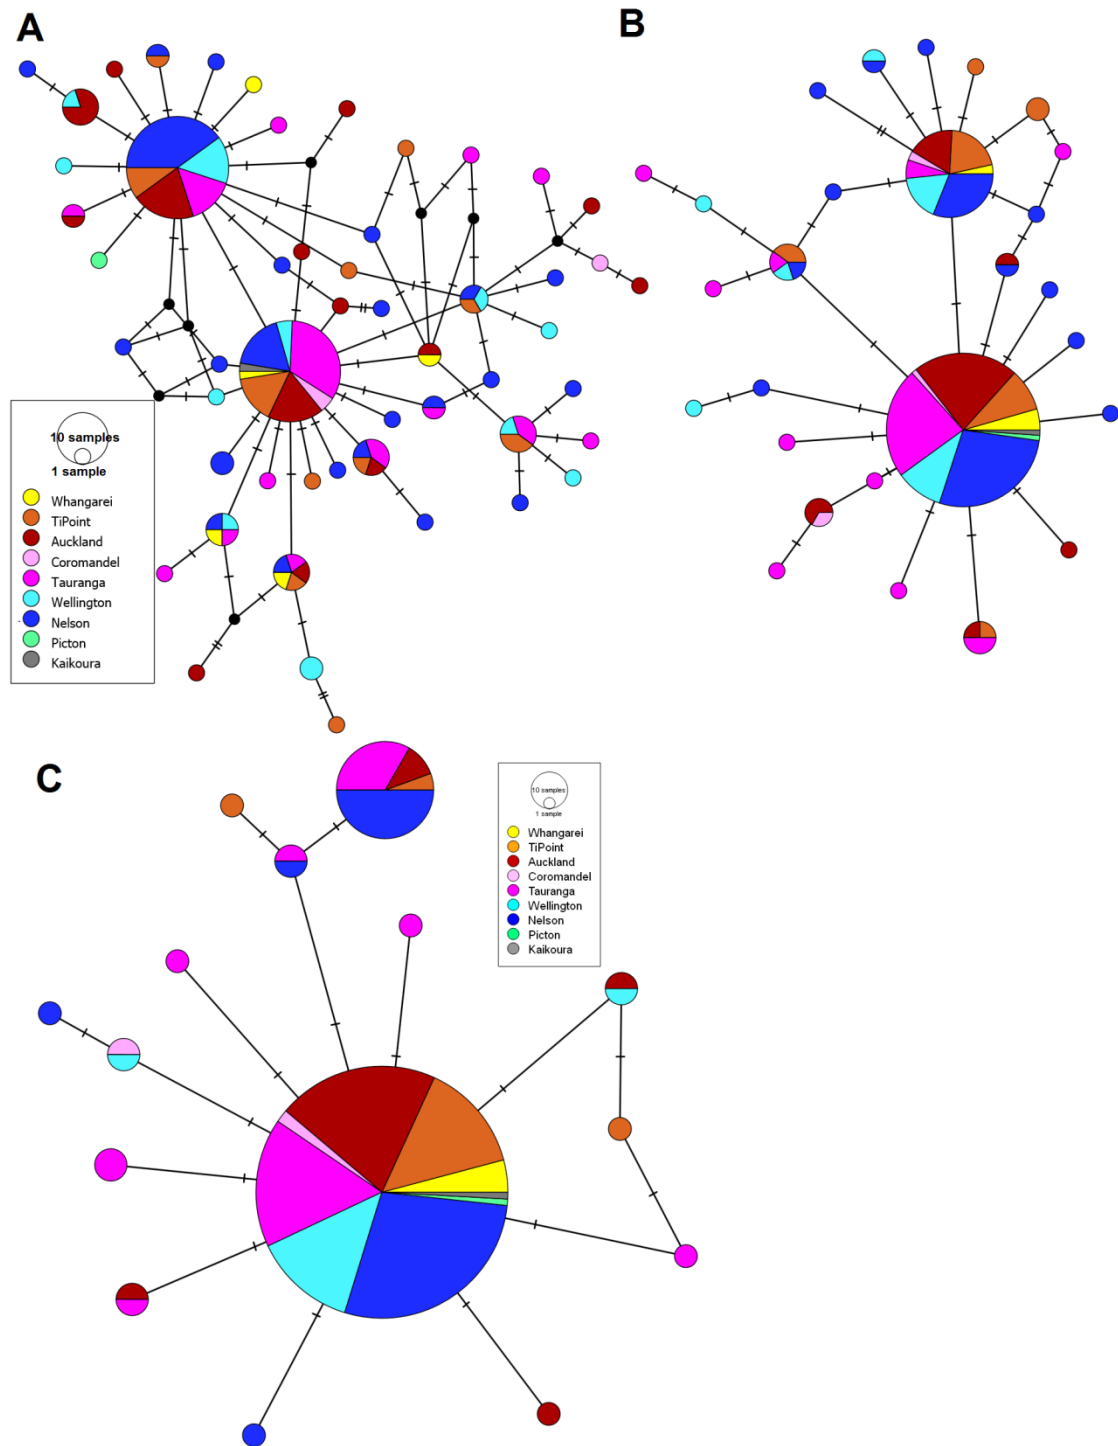 A
B
10 samples
1 sample
Whangarei
TiPoint
Auckland
Coromandel
Tauranga
Wellington
Nelson
Picton
Kaikoura
C
10 samples
1 sample
Whangarei
TiPoint
Auckland
Coromandel
Tauranga
Wellington
Nelson
Picton
Kaikoura